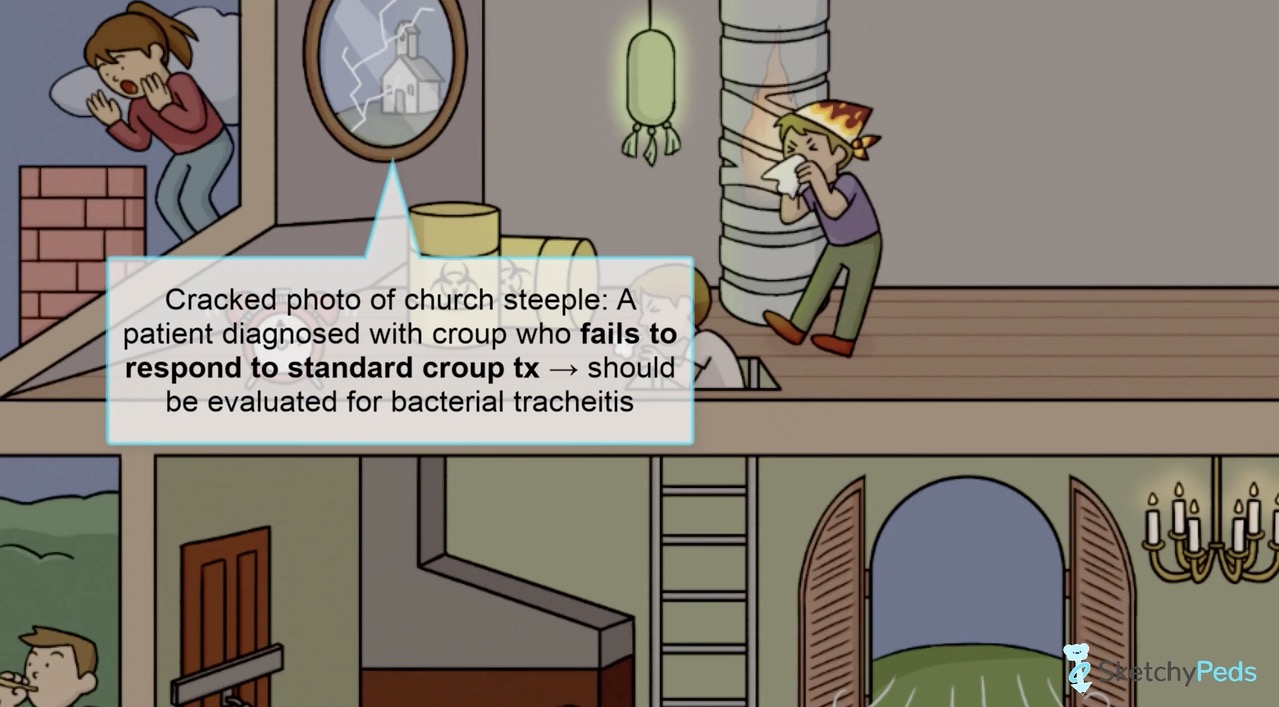 Cracked photo of church steeple: A
patient diagnosed with croup who fails to
respond to standard croup tx → should
be evaluated for bacterial tracheitis
SketchyPeds